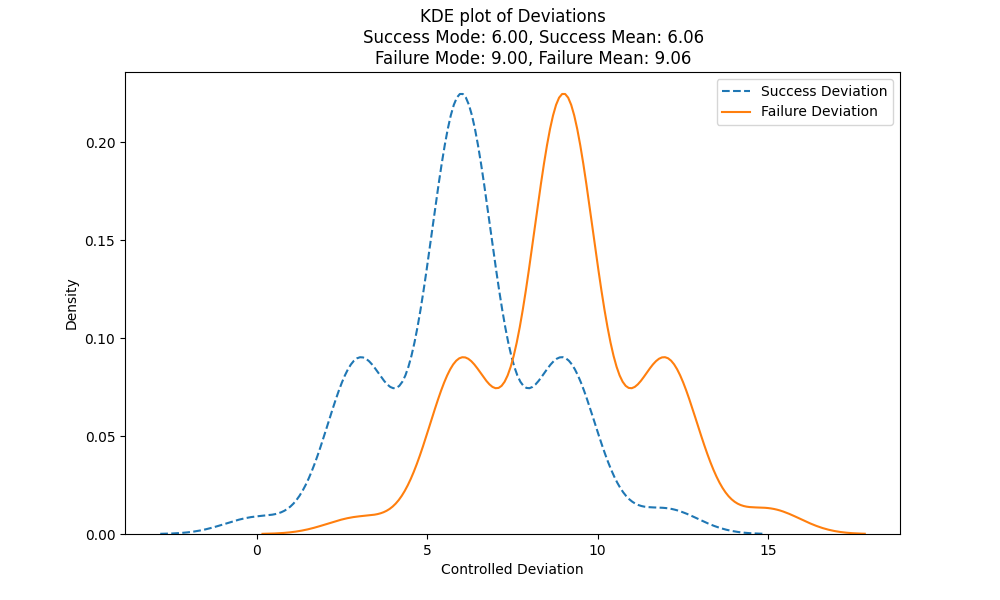 KDE plot of Deviations
Success Mode: 6.00, Success Mean: 6.06
Failure Mode: 9.00, Failure Mean: 9.06
Success Deviation
Failure Deviation
0.20
0.15
0.10
0.05
0.00
Density
0
5
10
15
Controlled Deviation